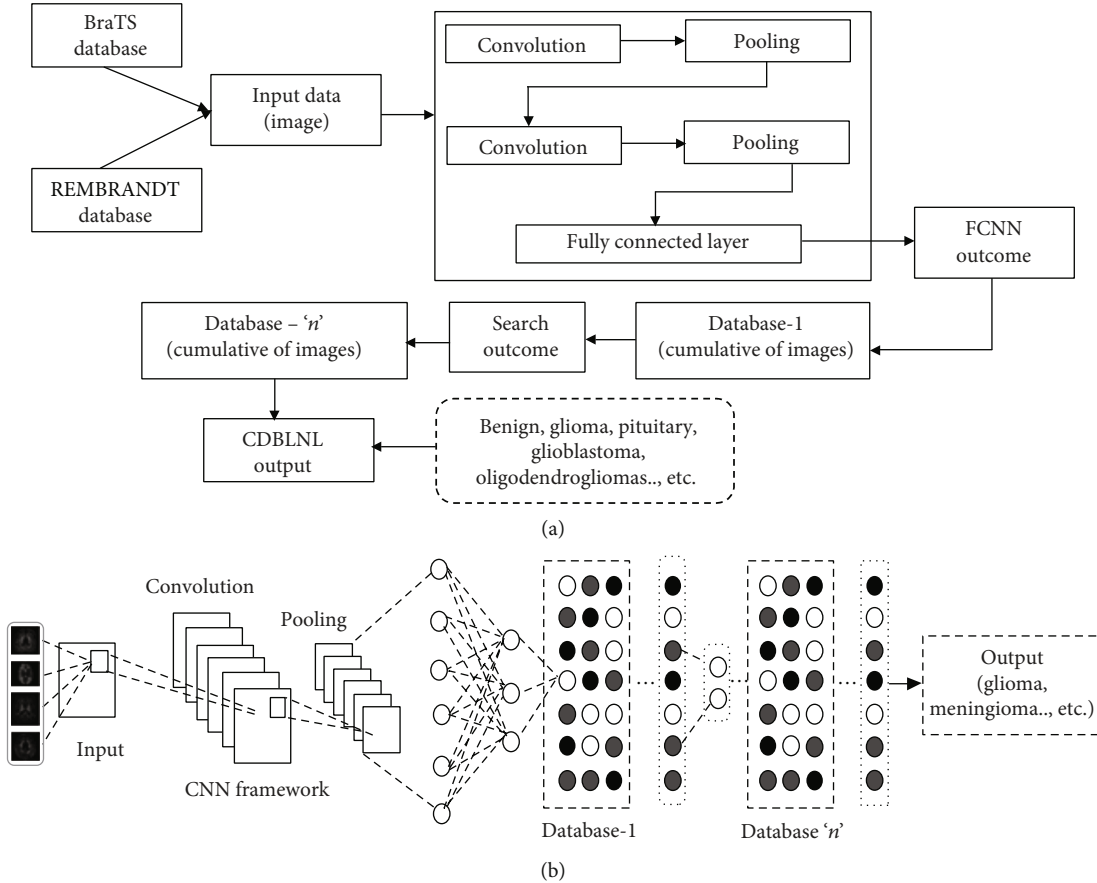 BraTS
database
Input data
(image)
REMBRANDT
database
Convolution
Pooling
Convolution
Pooling
Fully connected layer
FCNN
outcome
Database – ‘n’
(cumulative of images)
Search
outcome
Database-1
(cumulative of images)
CDBLNL
output
Benign, glioma, pituitary,
glioblastoma,
oligodendrogliomas.., etc.
(a)
Convolution
Pooling
Input
CNN framework
Database-1
Database ‘n’
Output
(glioma,
meningioma.., etc.)
(b)